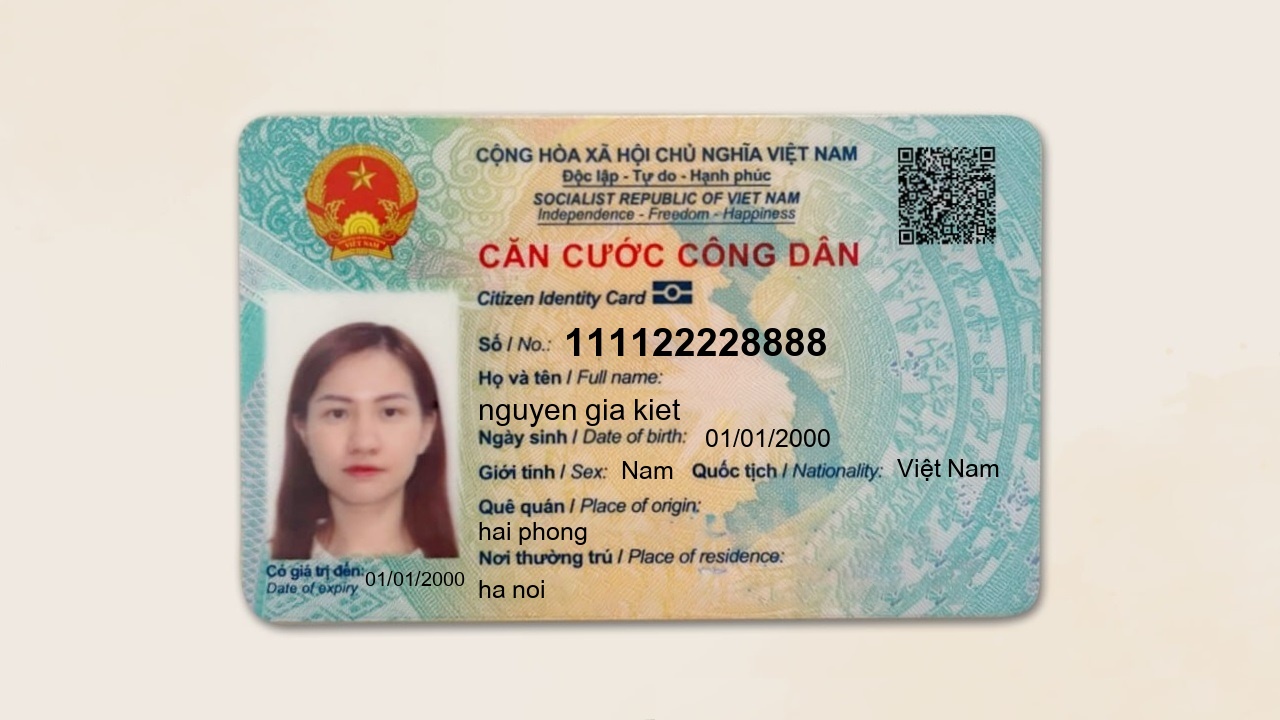 CỘNG HÒA XÃ HỘI CHỦ NGHĨA VIỆT NAM
Độc lập - Tự do - Hạnh phúc
SOCIALIST REPUBLIC OF VIET NAM
Independence - Freedom - Happiness
CĂN CƯỚC CÔNG DÂN
Citizen Identity Card
Số / No.: 111122228888
Họ và tên / Full name:
nguyen gia kiet
Ngày sinh / Date of birth: 01/01/2000
Giới tính / Sex: Nam Quốc tịch / Nationality: Việt Nam
Quê quán / Place of origin:
hai phong
Nơi thường trú / Place of residence:
ha noi
Có giá trị đến: 01/01/2000
Date of expiry
VIỆT NAM